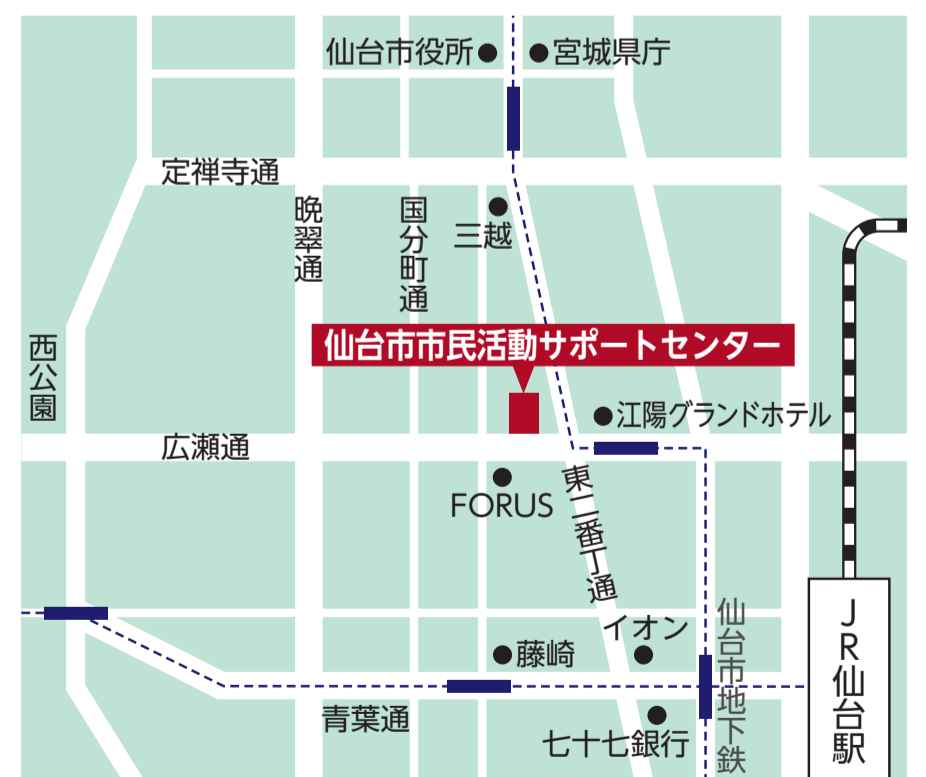 仙台市役所
宮城県庁
定禅寺通
晩翠通
国分町通
三越
仙台市市民活動サポートセンター
西公園
江陽グランドホテル
広瀬通
FORUS
東二番丁通
仙台市地下鉄
JR仙台駅
イオン
藤崎
青葉通
七十七銀行